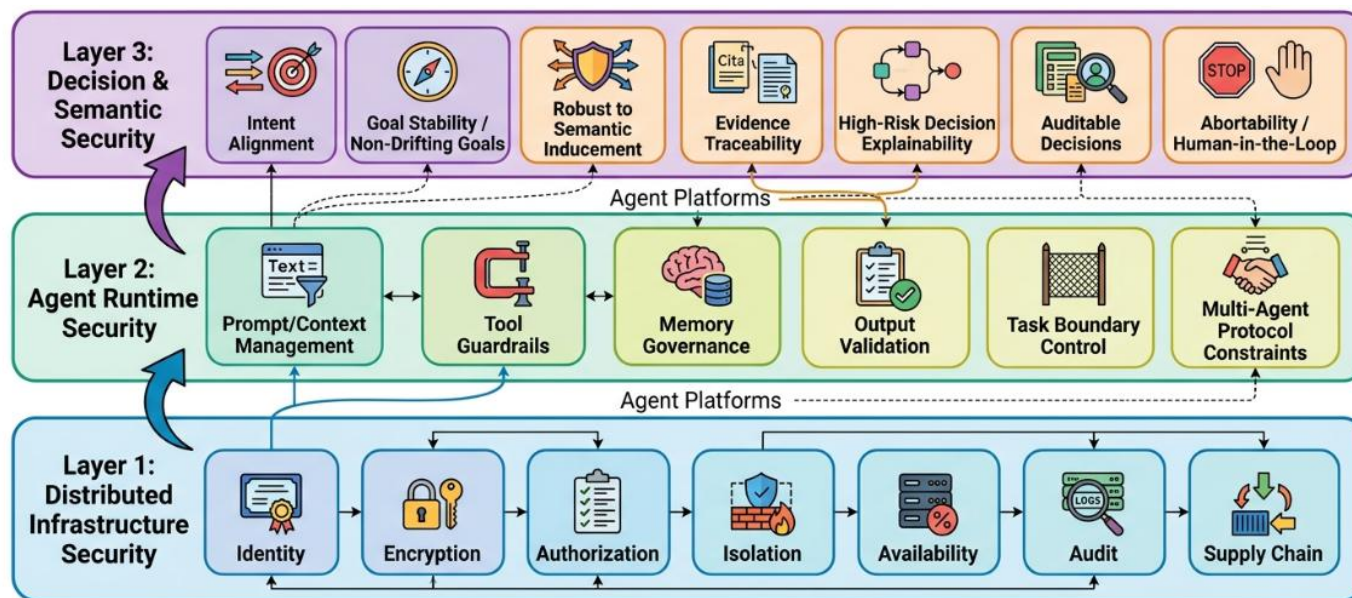 Layer 3:
Decision &
Semantic
Security
Intent
Alignment
Goal Stability /
Non-Drifting Goals
Robust to
Semantic
Inducement
Cita
Evidence
Traceability
High-Risk Decision
Explainability
Auditable
Decisions
STOP
Abortability /
Human-in-the-Loop
Agent Platforms
Layer 2:
Agent Runtime
Security
Text=
Prompt/Context
Management
Tool
Guardrails
Memory
Governance
Output
Validation
Task Boundary
Control
Multi-Agent
Protocol
Constraints
Agent Platforms
Layer 1:
Distributed
Infrastructure
Security
Identity
Encryption
Authorization
Isolation
%
Availability
LOGS
Audit
Supply Chain